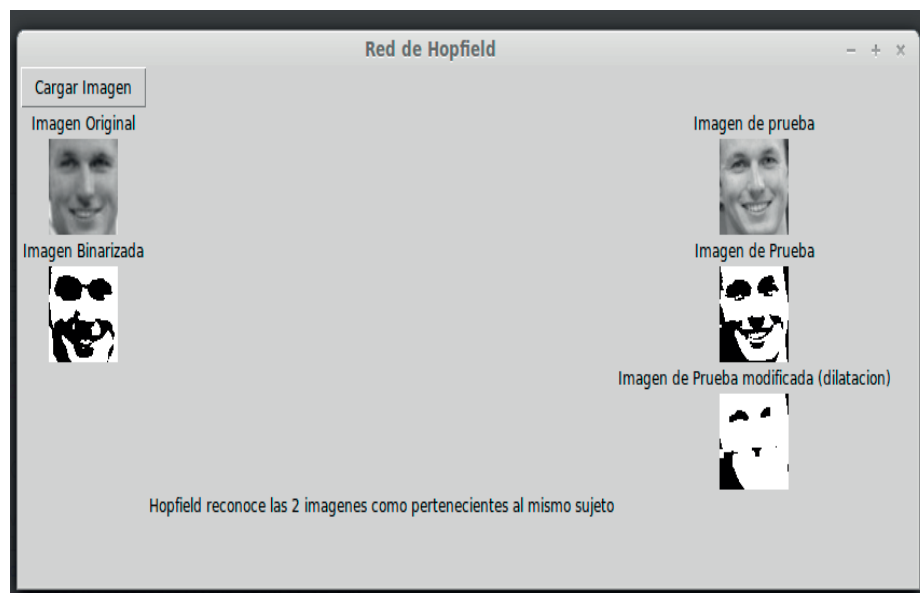 Red de Hopfield
Cargar Imagen
Imagen Original
Imagen de prueba
Imagen Binarizada
Imagen de Prueba
Imagen de Prueba modificada (dilatacion)
Hopfield reconoce las 2 imagenes como pertenecientes al mismo sujeto